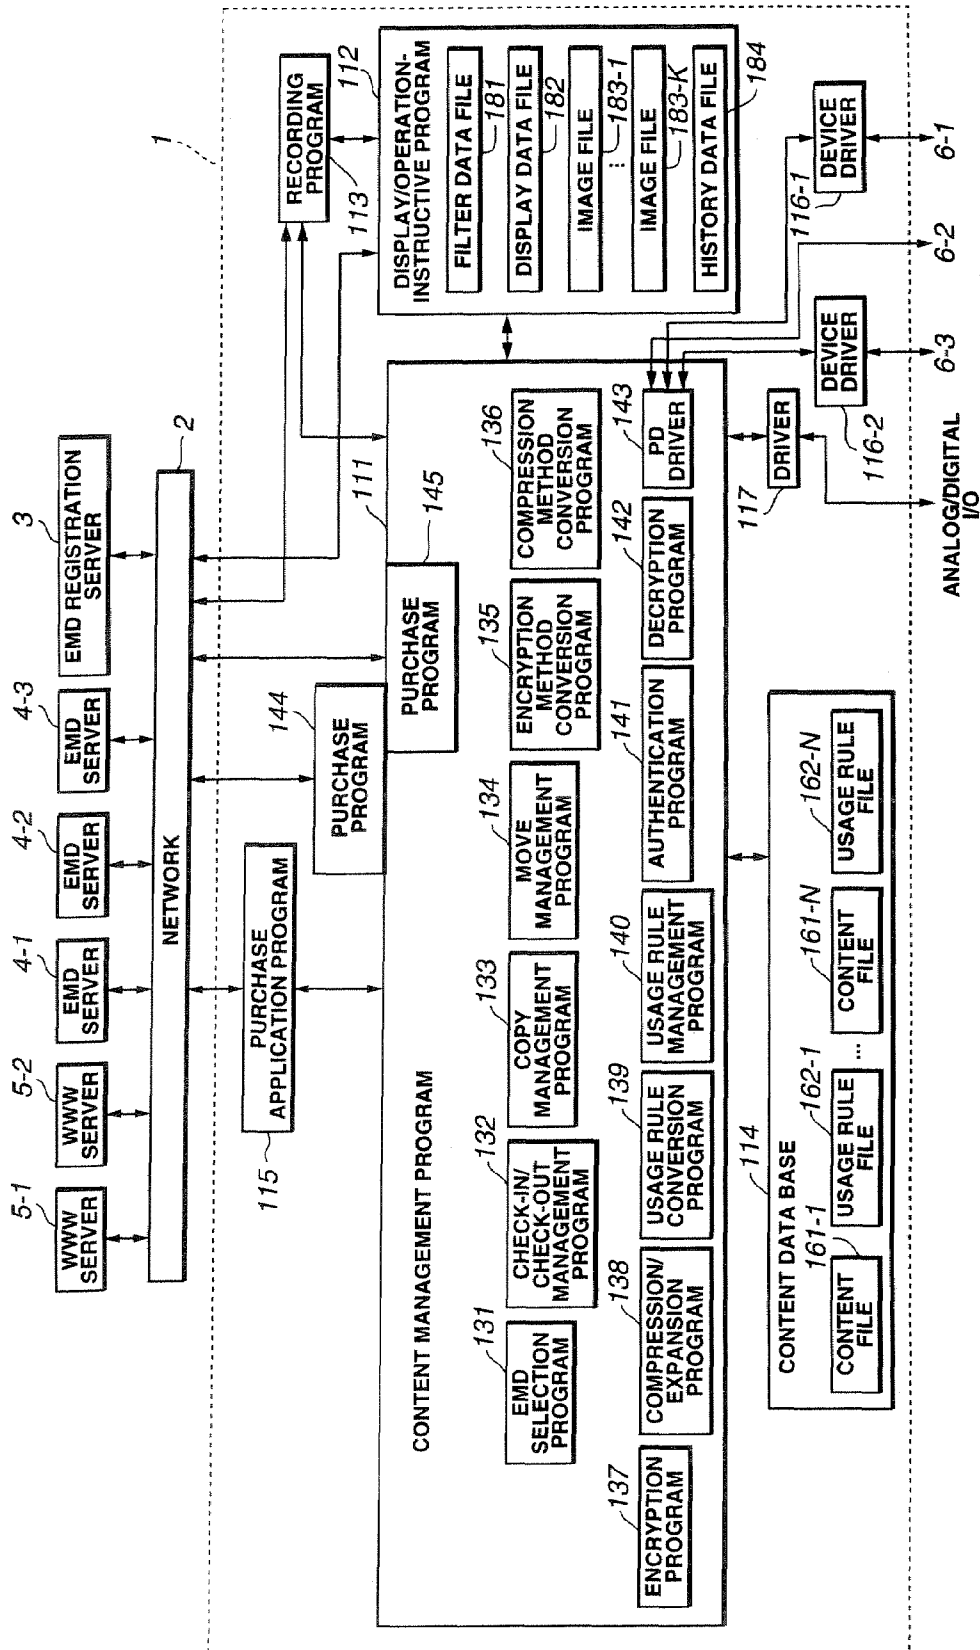 5-1
WWW
SERVER
5-2
WWW
SERVER
4-1
EMD
SERVER
4-2
EMD
SERVER
4-3
EMD
SERVER
3
EMD REGISTRATION
SERVER
2
NETWORK
1
115
PURCHASE
APPLICATION PROGRAM
144
PURCHASE
PROGRAM
145
PURCHASE
PROGRAM
113
RECORDING
PROGRAM
111
CONTENT MANAGEMENT PROGRAM
131
EMD
SELECTION
PROGRAM
132
CHECK-IN/
CHECK-OUT
MANAGEMENT
PROGRAM
133
COPY
MANAGEMENT
PROGRAM
134
MOVE
MANAGEMENT
PROGRAM
135
ENCRYPTION
METHOD
CONVERSION
PROGRAM
136
COMPRESSION
METHOD
CONVERSION
PROGRAM
137
ENCRYPTION
PROGRAM
138
COMPRESSION/
EXPANSION
PROGRAM
139
USAGE RULE
CONVERSION
PROGRAM
140
USAGE RULE
MANAGEMENT
PROGRAM
141
AUTHENTICATION
PROGRAM
142
DECRYPTION
PROGRAM
143
PD
DRIVER
112
DISPLAY/OPERATION-
INSTRUCTIVE PROGRAM
FILTER DATA FILE
181
DISPLAY DATA FILE
182
IMAGE FILE
183-1
...
IMAGE FILE
183-K
HISTORY DATA FILE
184
114
CONTENT DATA BASE
161-1
CONTENT
FILE
162-1
USAGE RULE
FILE
...
161-N
CONTENT
FILE
162-N
USAGE RULE
FILE
117
DRIVER
116-2
DEVICE
DRIVER
116-1
DEVICE
DRIVER
ANALOG/DIGITAL
I/O
6-3
6-2
6-1